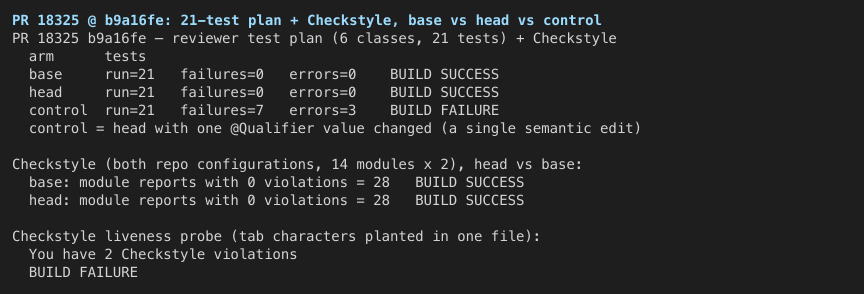 PR 18325 @ b9a16fe: 21-test plan + Checkstyle, base vs head vs control
PR 18325 b9a16fe — reviewer test plan (6 classes, 21 tests) + Checkstyle
arm tests
base run=21 failures=0 errors=0 BUILD SUCCESS
head run=21 failures=0 errors=0 BUILD SUCCESS
control run=21 failures=7 errors=3 BUILD FAILURE
control = head with one @Qualifier value changed (a single semantic edit)
Checkstyle (both repo configurations, 14 modules x 2), head vs base:
base: module reports with 0 violations = 28 BUILD SUCCESS
head: module reports with 0 violations = 28 BUILD SUCCESS
Checkstyle liveness probe (tab characters planted in one file):
You have 2 Checkstyle violations
BUILD FAILURE